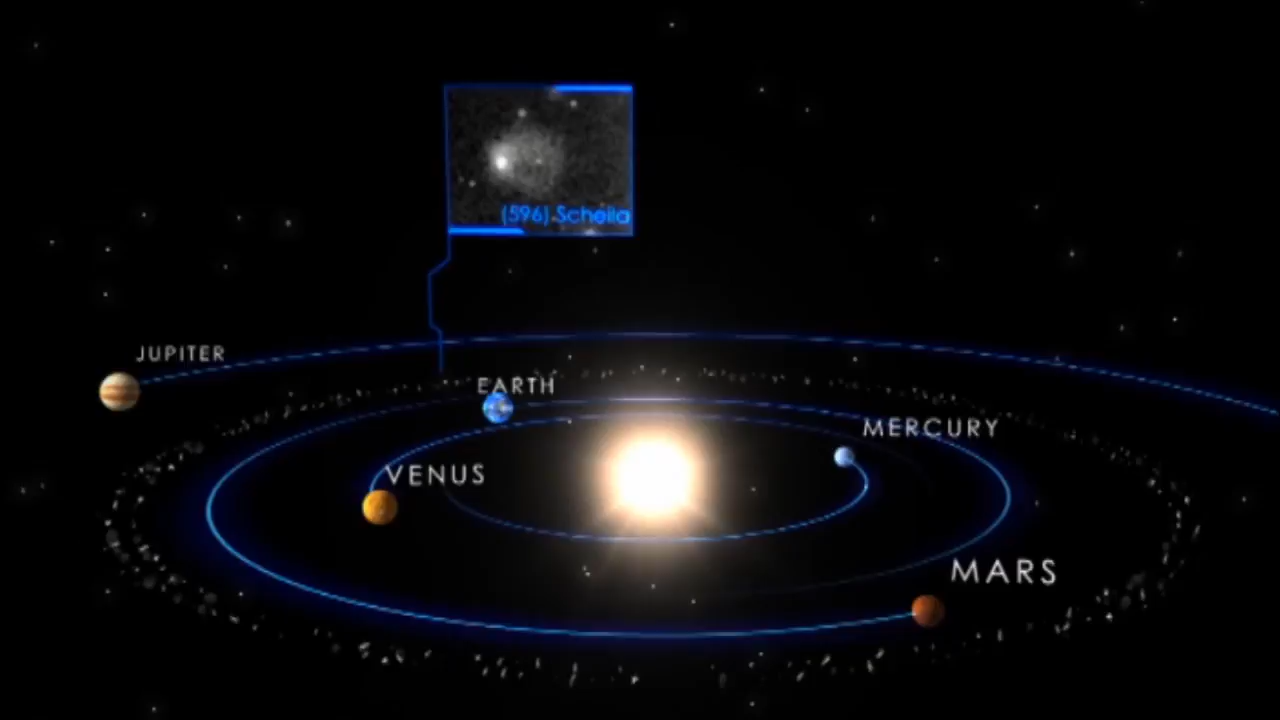 (596) Scheila
JUPITER
EARTH
MERCURY
VENUS
MARS